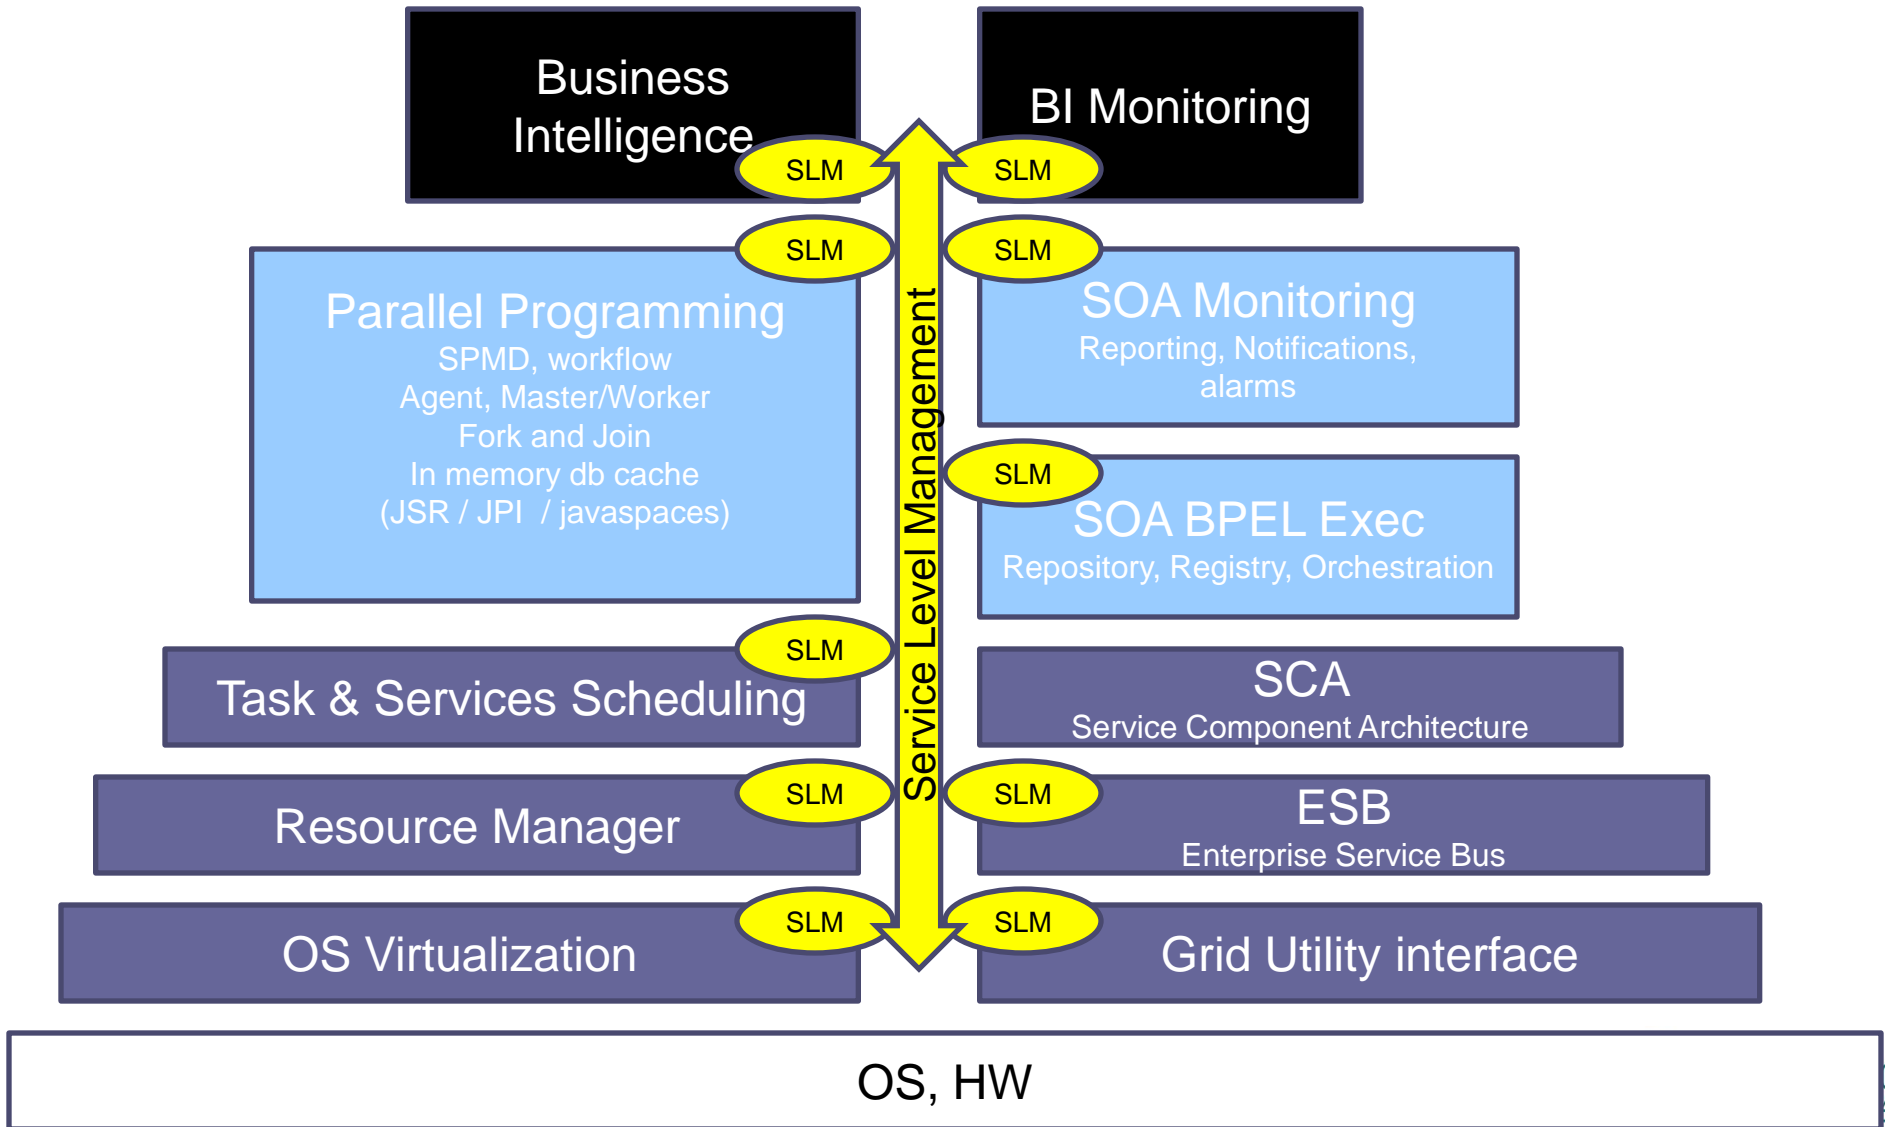 Business
Intelligence
BI Monitoring
SLM
SLM
SLM
SLM
Parallel Programming
SPMD, workflow
Agent, Master/Worker
Fork and Join
In memory db cache
(JSR / JPI / javaspaces)
Service Level Management
SOA Monitoring
Reporting, Notifications,
alarms
SLM
SOA BPEL Exec
Repository, Registry, Orchestration
SLM
Task & Services Scheduling
SCA
Service Component Architecture
SLM
SLM
Resource Manager
ESB
Enterprise Service Bus
SLM
SLM
OS Virtualization
Grid Utility interface
OS, HW